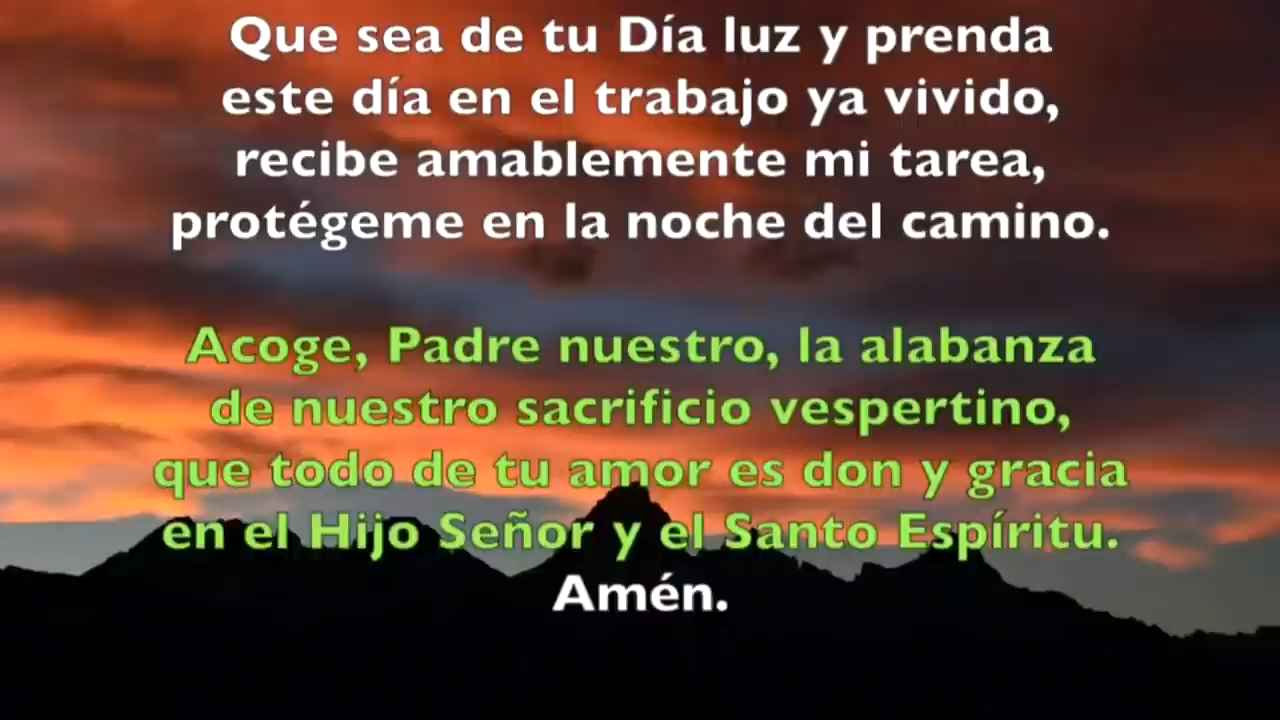 Que sea de tu Día luz y prenda
este día en el trabajo ya vivido,
recibe amablemente mi tarea,
protégeme en la noche del camino.
Acoge, Padre nuestro, la alabanza
de nuestro sacrificio vespertino,
que todo de tu amor es don y gracia
en el Hijo Señor y el Santo Espíritu.
Amén.